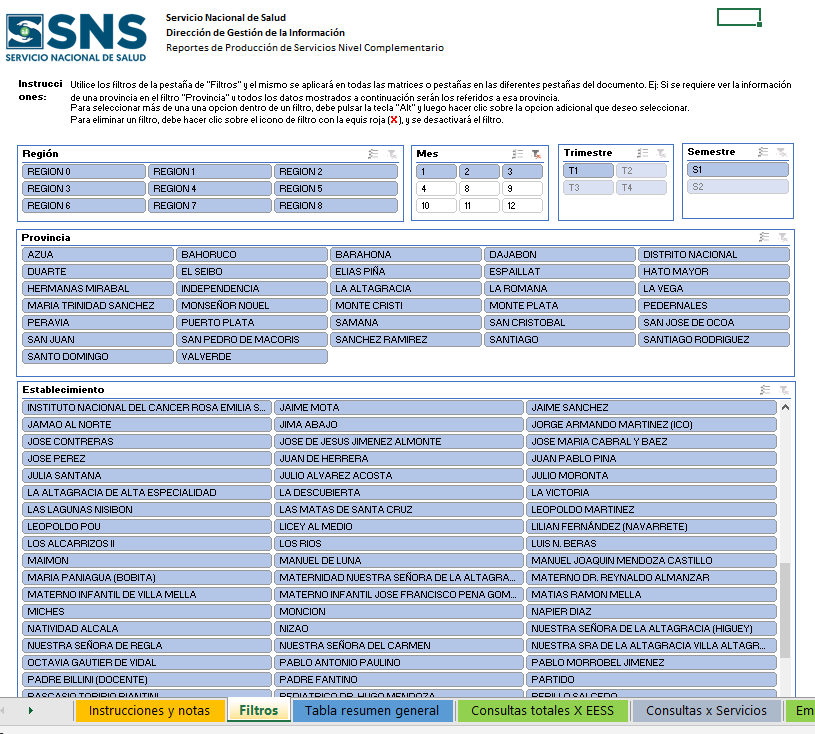 SNS
SERVICIO NACIONAL DE SALUD
Servicio Nacional de Salud
Dirección de Gestión de la Información
Reportes de Producción de Servicios Nivel Complementario
Instrucciones:
Utilice los filtros de la pestaña de "Filtros" y el mismo se aplicará en todas las matrices o pestañas en las diferentes pestañas del documento. Ej: Si se requiere ver la información
de una provincia en el filtro "Provincia" y todos los datos mostrados a continuación serán los referidos a esa provincia.
Para seleccionar más de una una opcion dentro de un filtro, debe pulsar la tecla "Alt" y luego hacer clic sobre la opcion adicional que deseo seleccionar.
Para eliminar un filtro, debe hacer clic sobre el icono de filtro con la equis roja (X), y se desactivará el filtro.
Región
REGION 0 REGION 1 REGION 2
REGION 3 REGION 4 REGION 5
REGION 6 REGION 7 REGION 8
Mes
1 2 3
4 8 9
10 11 12
Trimestre
T1 T2
T3 T4
Semestre
S1
S2
Provincia
AZUA BAHORUCO BARAHONA DAJABON DISTRITO NACIONAL
DUARTE EL SEIBO ELIAS PIÑA ESPAILLAT HATO MAYOR
HERMANAS MIRABAL INDEPENDENCIA LA ALTAGRACIA LA ROMANA LA VEGA
MARIA TRINIDAD SANCHEZ MONSEÑOR NOUEL MONTE CRISTI MONTE PLATA PEDERNALES
PERAVIA PUERTO PLATA SAMANA SAN CRISTOBAL SAN JOSE DE OCOA
SAN JUAN SAN PEDRO DE MACORIS SANCHEZ RAMIREZ SANTIAGO SANTIAGO RODRIGUEZ
SANTO DOMINGO VALVERDE
Establecimiento
INSTITUTO NACIONAL DEL CANCER ROSA EMILIA S... JAIME MOTA JAIME SANCHEZ
JAMAO AL NORTE JIMA ABAJO JORGE ARMANDO MARTINEZ (ICO)
JOSE CONTRERAS JOSE DE JESUS JIMENEZ ALMONTE JOSE MARIA CABRAL Y BAEZ
JOSE PEREZ JUAN DE HERRERA JUAN PABLO PINA
JULIA SANTANA JULIO ALVAREZ ACOSTA JULIO MORONTA
LA ALTAGRACIA DE ALTA ESPECIALIDAD LA DESCUBIERTA LA VICTORIA
LAS LAGUNAS NISIBON LAS MATAS DE SANTA CRUZ LEOPOLDO MARTINEZ
LEOPOLDO POU LICEY AL MEDIO LILIAN FERNÁNDEZ (NAVARRETE)
LOS ALCARRIZOS II LOS RIOS LUIS N. BERAS
MAIMON MANUEL DE LUNA MANUEL JOAQUIN MENDOZA CASTILLO
MARIA PANIAGUA (BOBITA) MATERNIDAD NUESTRA SEÑORA DE LA ALTAGRA... MATERNO DR. REYNALDO ALMANZAR
MATERNO INFANTIL DE VILLA MELLA MATERNO INFANTIL JOSE FRANCISCO PENA GOM... MATIAS RAMON MELLA
MICHES MONCION NAPIER DIAZ
NATIVIDAD ALCALA NIZAO NUESTRA SEÑORA DE LA ALTAGRACIA (HIGUEY)
NUESTRA SEÑORA DE REGLA NUESTRA SEÑORA DEL CARMEN NUESTRA SRA DE LA ALTAGRACIA VILLA ALTAGR...
OCTAVIA GAUTIER DE VIDAL PABLO ANTONIO PAULINO PABLO MORROBEL JIMENEZ
PADRE BILLINI (DOCENTE) PADRE FANTINO PARTIDO
PASCASIO TORIBIO PIANTINI PEDIATRICO DR. HUGO MENDOZA PERILLO SALCEDO
Instrucciones y notas Filtros Tabla resumen general Consultas totales X EESS Consultas x Servicios Em